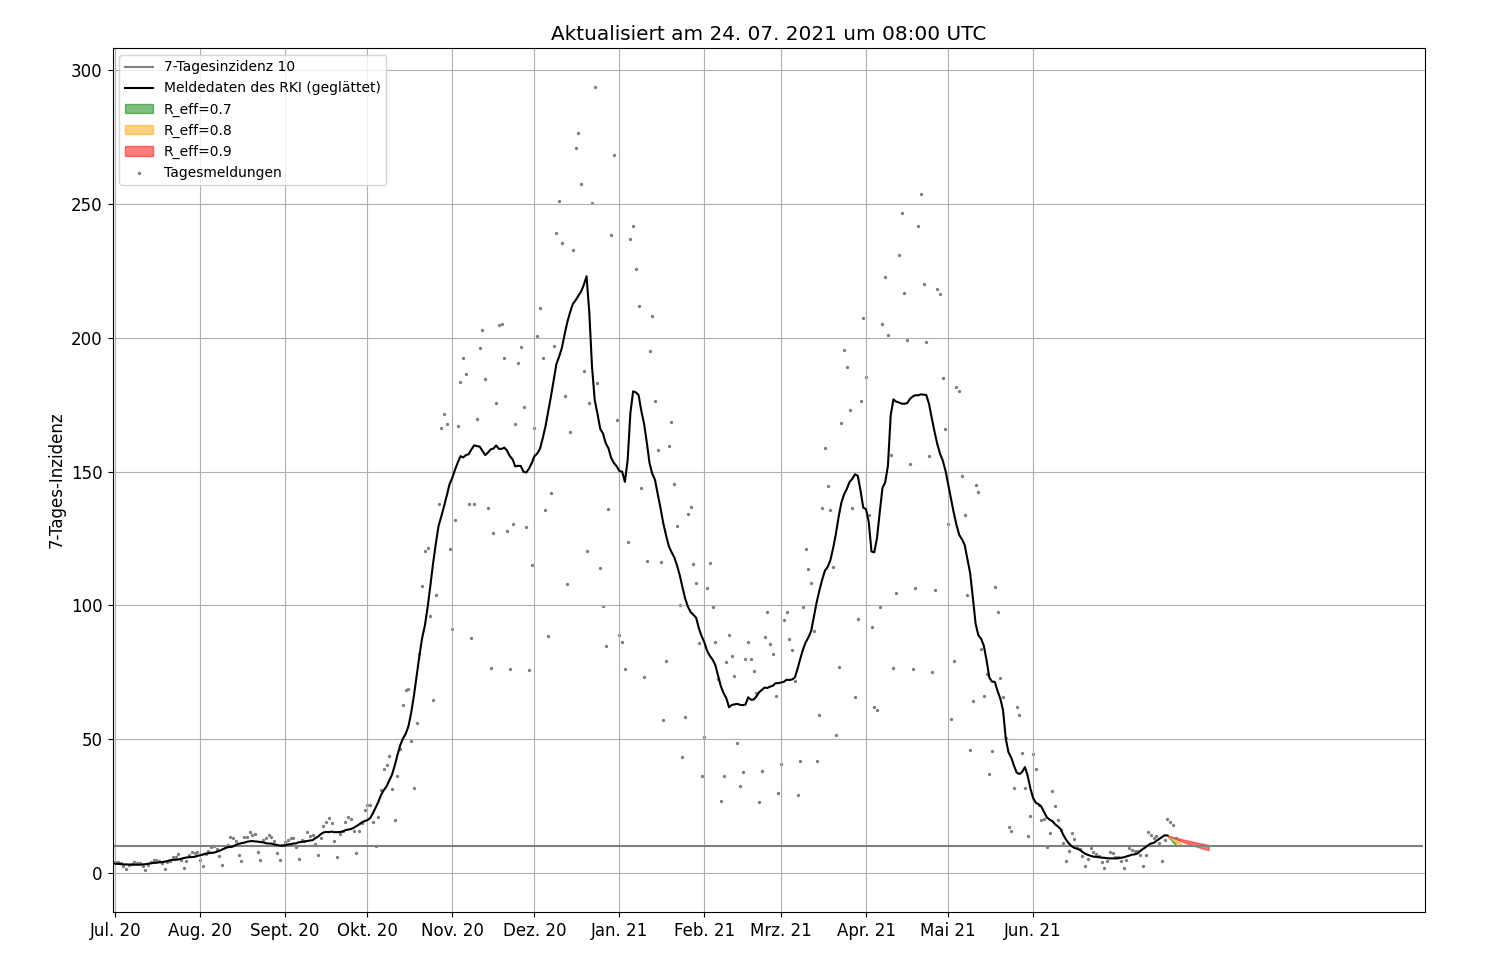 Aktualisiert am 24. 07. 2021 um 08:00 UTC
7-Tagesinzidenz 10
Meldedaten des RKI (geglättet)
R_eff=0.7
R_eff=0.8
R_eff=0.9
Tagesmeldungen
7-Tages-Inzidenz
300
250
200
150
100
50
0
Jul. 20 Aug. 20 Sept. 20 Okt. 20 Nov. 20 Dez. 20 Jan. 21 Feb. 21 Mrz. 21 Apr. 21 Mai 21 Jun. 21